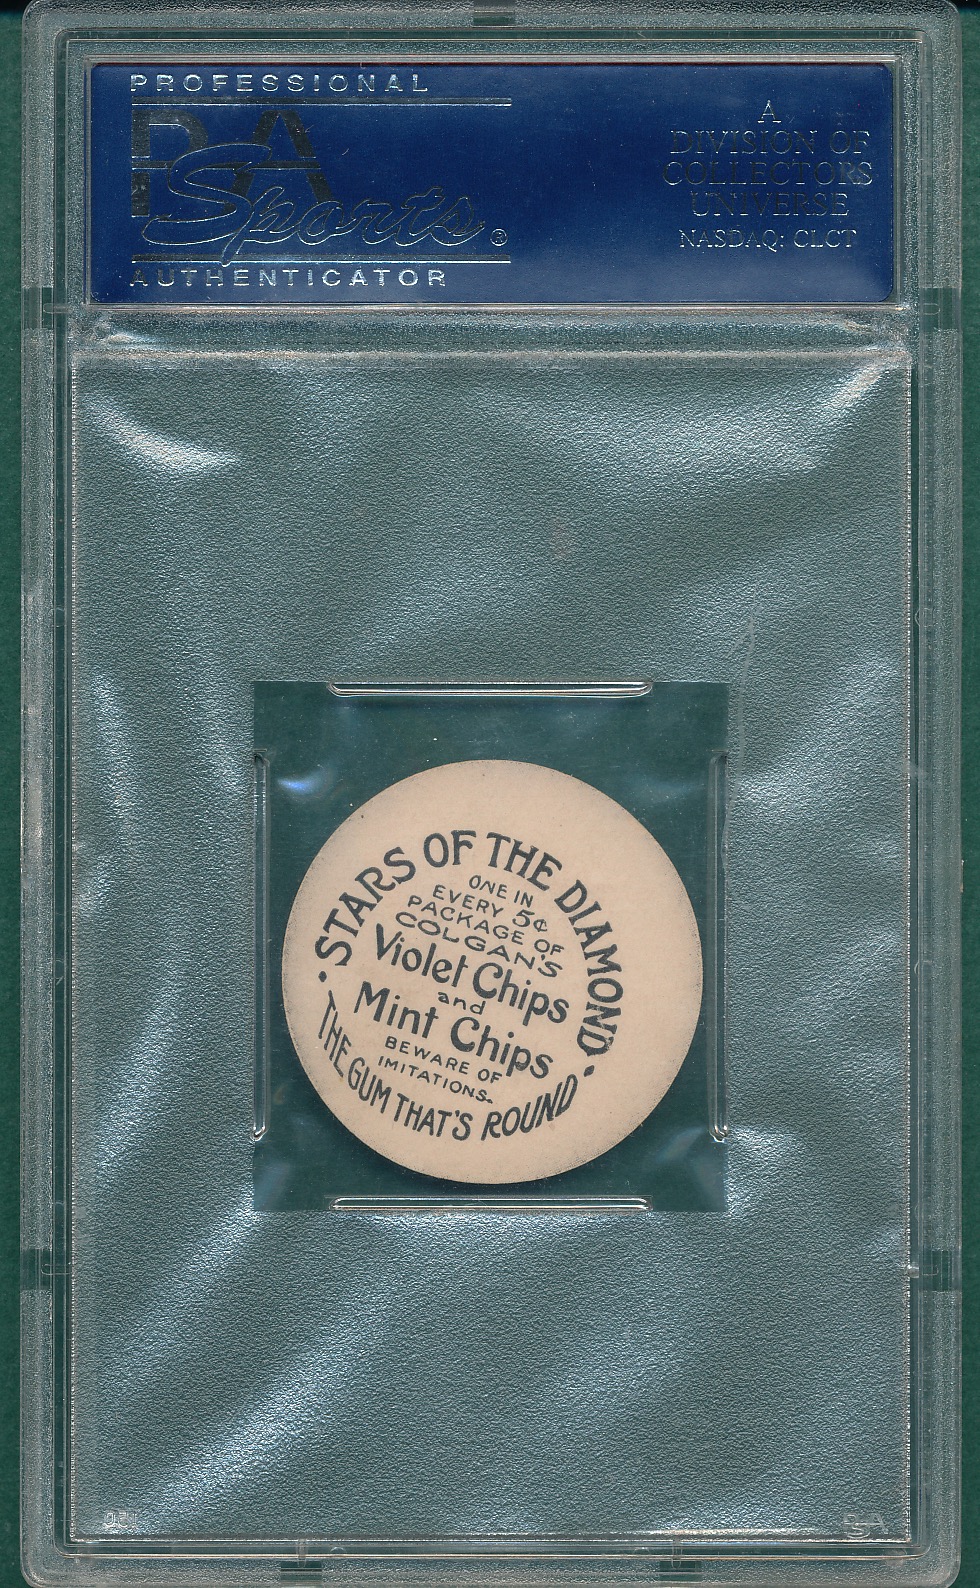 PROFESSIONAL
PSA
Sports®
AUTHENTICATOR
A
DIVISION OF
COLLECTORS
UNIVERSE
NASDAQ: CLCT
• STARS OF THE DIAMOND •
ONE IN
EVERY 5¢
PACKAGE OF
COLGAN'S
Violet Chips
and
Mint Chips
BEWARE OF
IMITATIONS.
THE GUM THAT'S ROUND
PSA